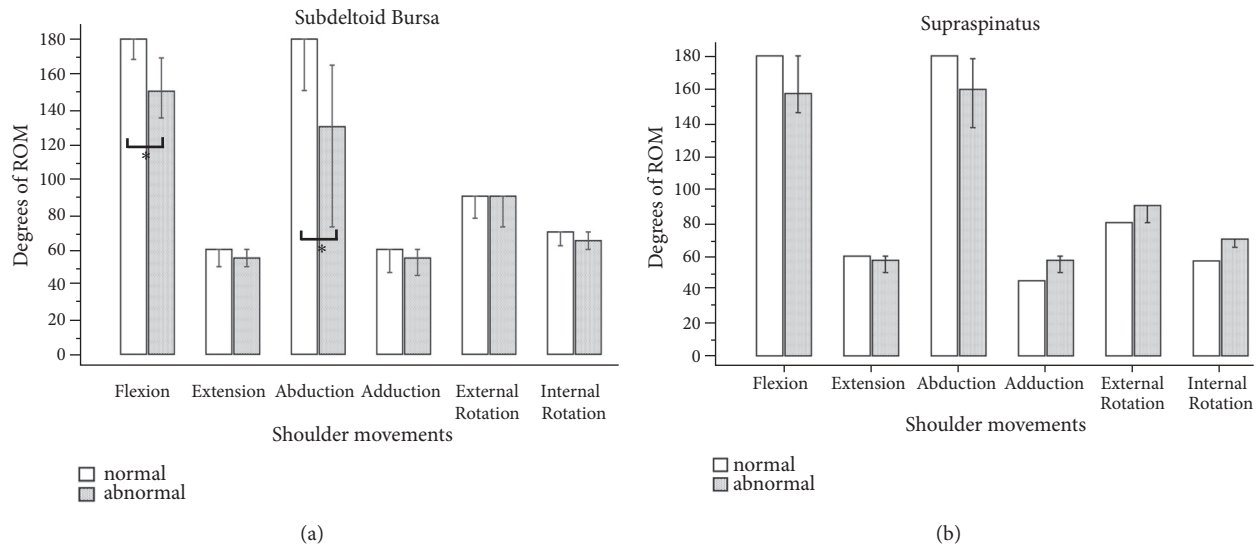 Subdeltoid Bursa
180
160
140
120
100
80
60
40
20
0
Degrees of ROM
*
*
Flexion Extension Abduction Adduction External Internal
Rotation Rotation
Shoulder movements
normal
abnormal
(a)
Supraspinatus
180
160
140
120
100
80
60
40
20
0
Degrees of ROM
Flexion Extension Abduction Adduction External Internal
Rotation Rotation
Shoulder movements
normal
abnormal
(b)